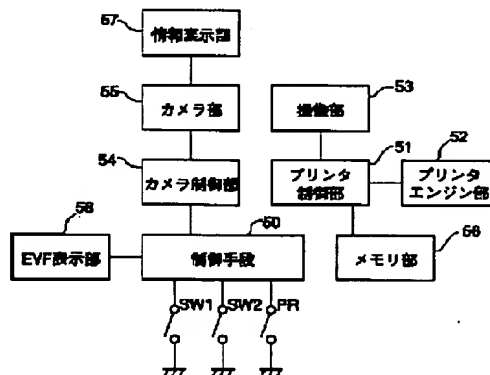 57
情報表示部
55
カメラ部
53
撮像部
54
カメラ制御部
51
プリンタ
制御部
52
プリンタ
エンジン部
58
EVF表示部
50
制御手段
56
メモリ部
SW1
SW2
PR